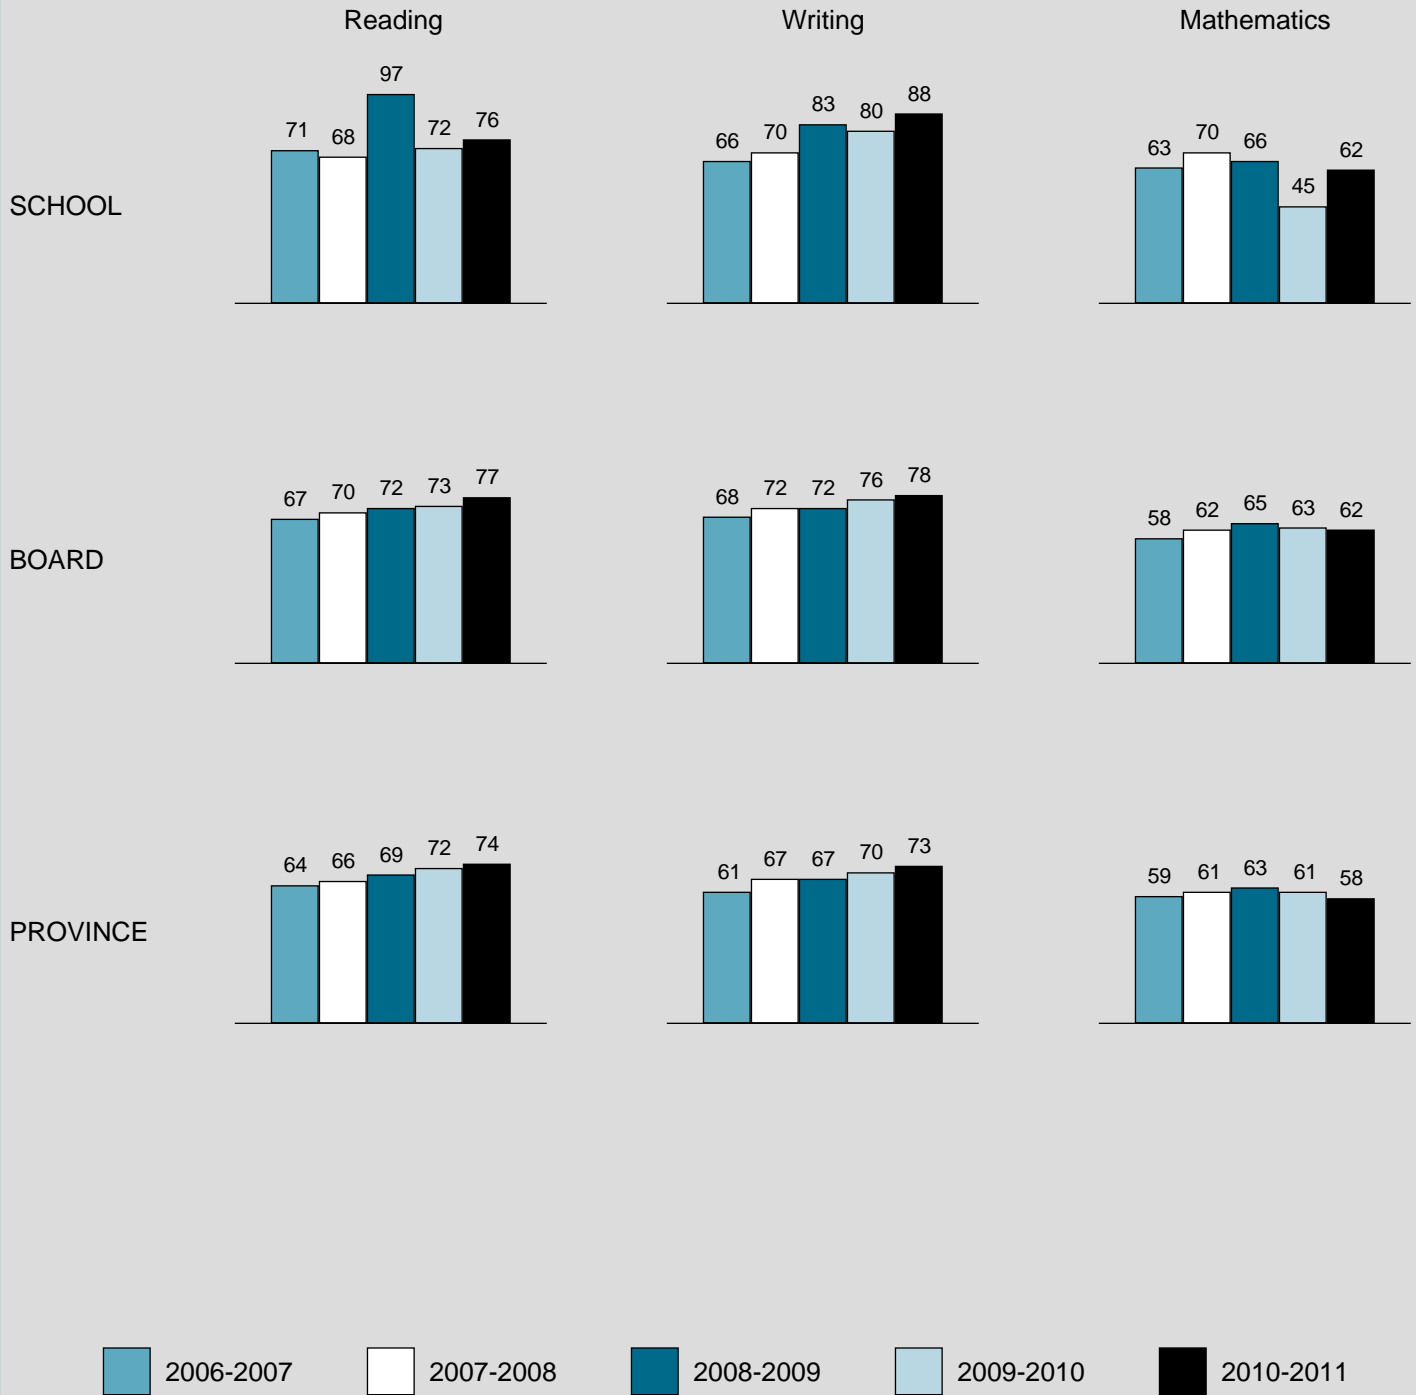 Reading Writing Mathematics
SCHOOL
71 68 97 72 76
66 70 83 80 88
63 70 66 45 62
BOARD
67 70 72 73 77
68 72 72 76 78
58 62 65 63 62
PROVINCE
64 66 69 72 74
61 67 67 70 73
59 61 63 61 58
2006-2007 2007-2008 2008-2009 2009-2010 2010-2011